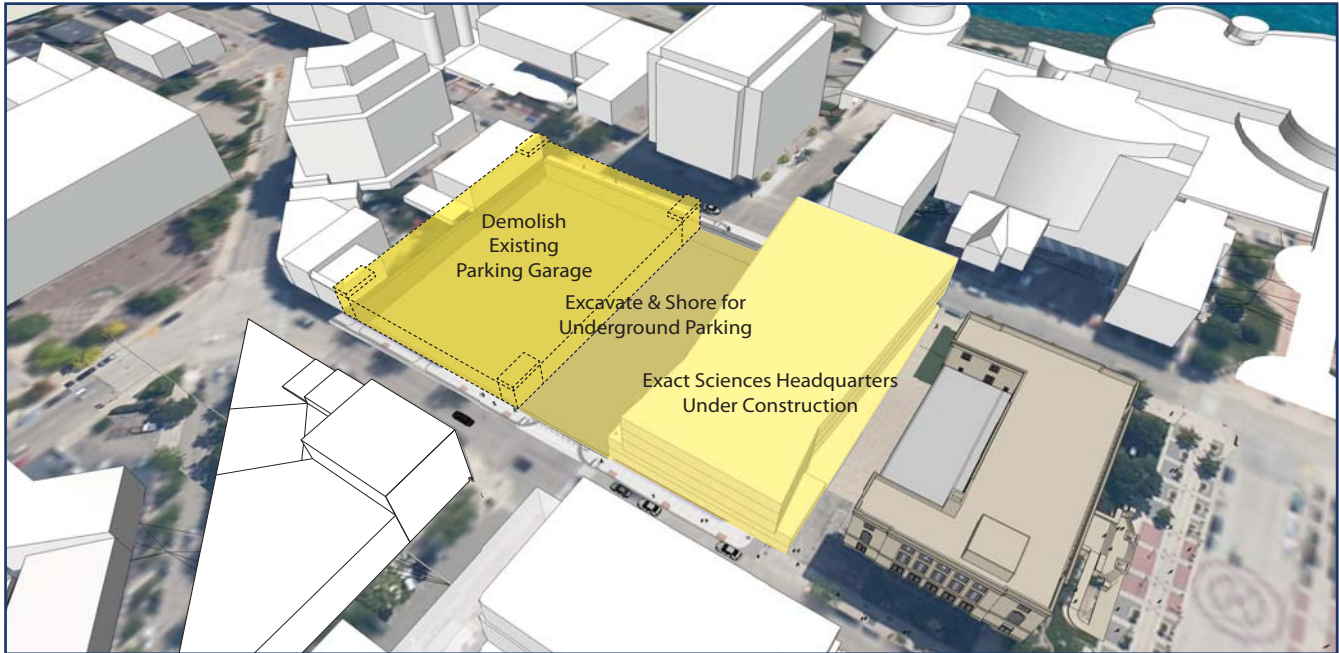 Demolish
Existing
Parking Garage
Excavate & Shore for
Underground Parking
Exact Sciences Headquarters
Under Construction